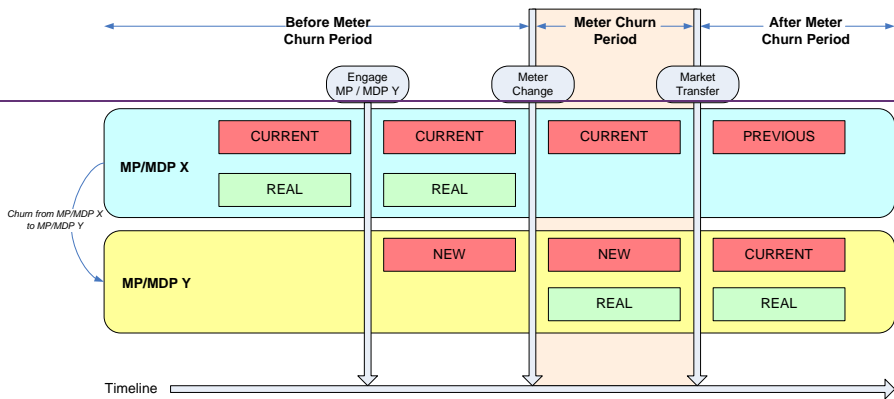 Before Meter
Churn Period
Meter Churn
Period
After Meter
Churn Period
Engage
MP / MDP Y
Meter
Change
Market
Transfer
CURRENT
CURRENT
CURRENT
PREVIOUS
MP/MDP X
REAL
REAL
Churn from MP/MDP X
to MP/MDP Y
NEW
NEW
CURRENT
MP/MDP Y
REAL
REAL
Timeline